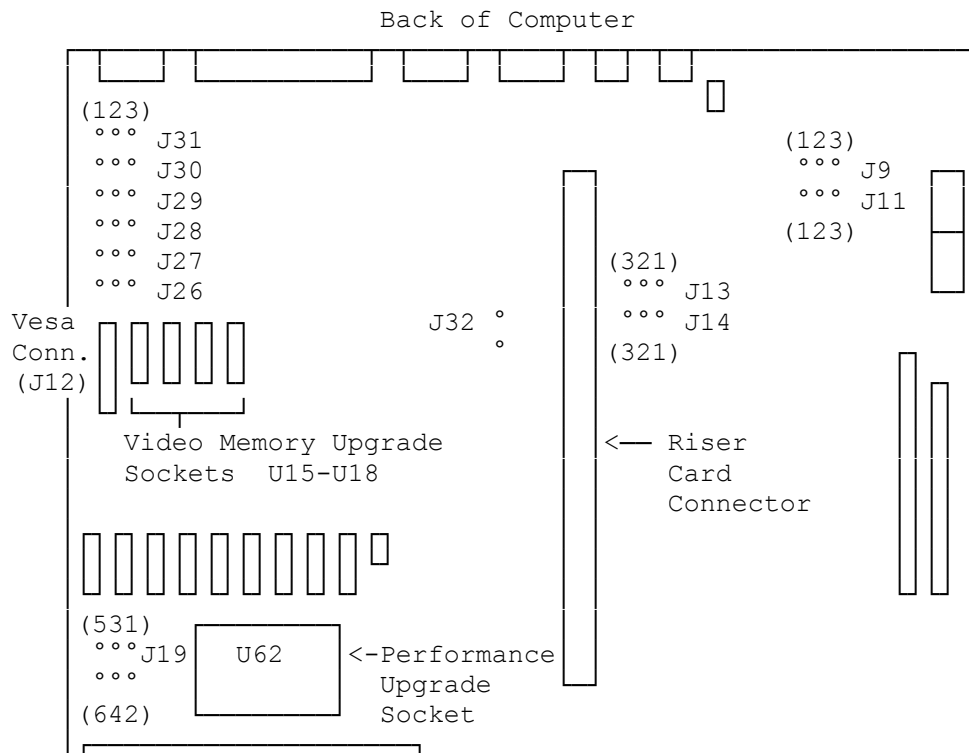 Back of Computer
(123)
°°° J31 (123)
°°° J30 °°° J9
°°° J29 °°° J11
°°° J28 (123)
°°° J27 (321)
°°° J26 °°° J13
Vesa J32 ° °°° J14
Conn. ° (321)
(J12)
Video Memory Upgrade <—— Riser
Sockets U15-U18 Card
Connector
(531)
°°°J19 U62 <-Performance
°°° Upgrade
(642) Socket